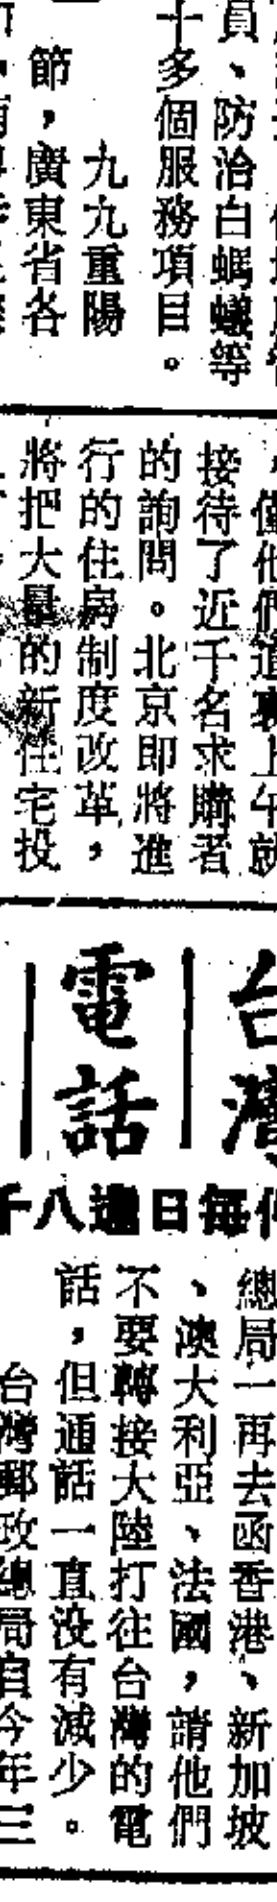 員、防治白螞蟻等
十多個服務項目。
九九重陽
節，廣東省各
接待了近千名求購者
的詢問。北京即將進
行的住房制度改革，
將把大量的新住宅投
台灣
電話
千八達日每
總局一再去函香港、新加坡
、澳大利亞、法國，請他們
不要轉接大陸打往台灣的電
話，但通話一直没有減少。
台灣郵政總局自今年三